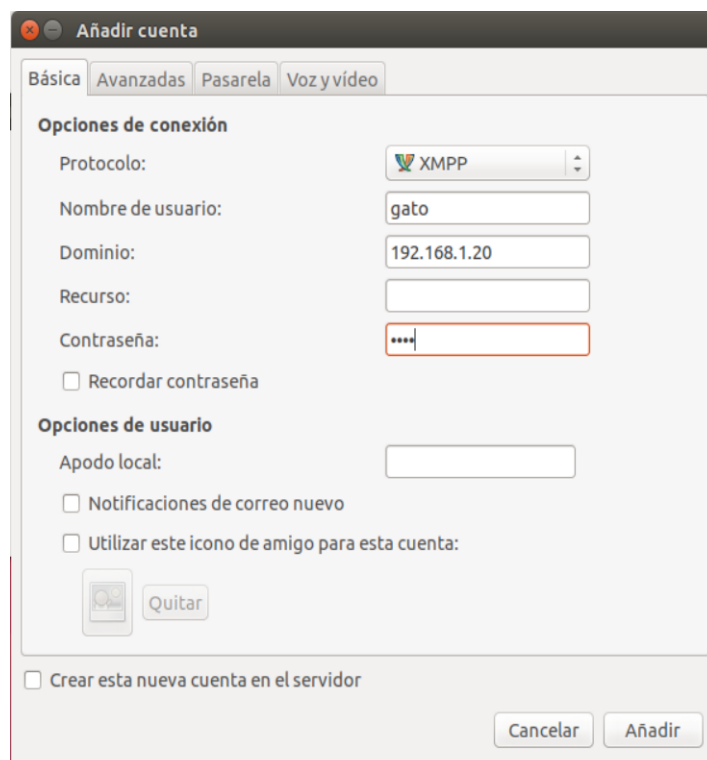 Añadir cuenta
Básica Avanzadas Pasarela Voz y vídeo
Opciones de conexión
Protocolo: XMPP
Nombre de usuario: gato
Dominio: 192.168.1.20
Recurso:
Contraseña: ••••
Recordar contraseña
Opciones de usuario
Apodo local:
Notificaciones de correo nuevo
Utilizar este icono de amigo para esta cuenta:
Quitar
Crear esta nueva cuenta en el servidor
Cancelar Añadir